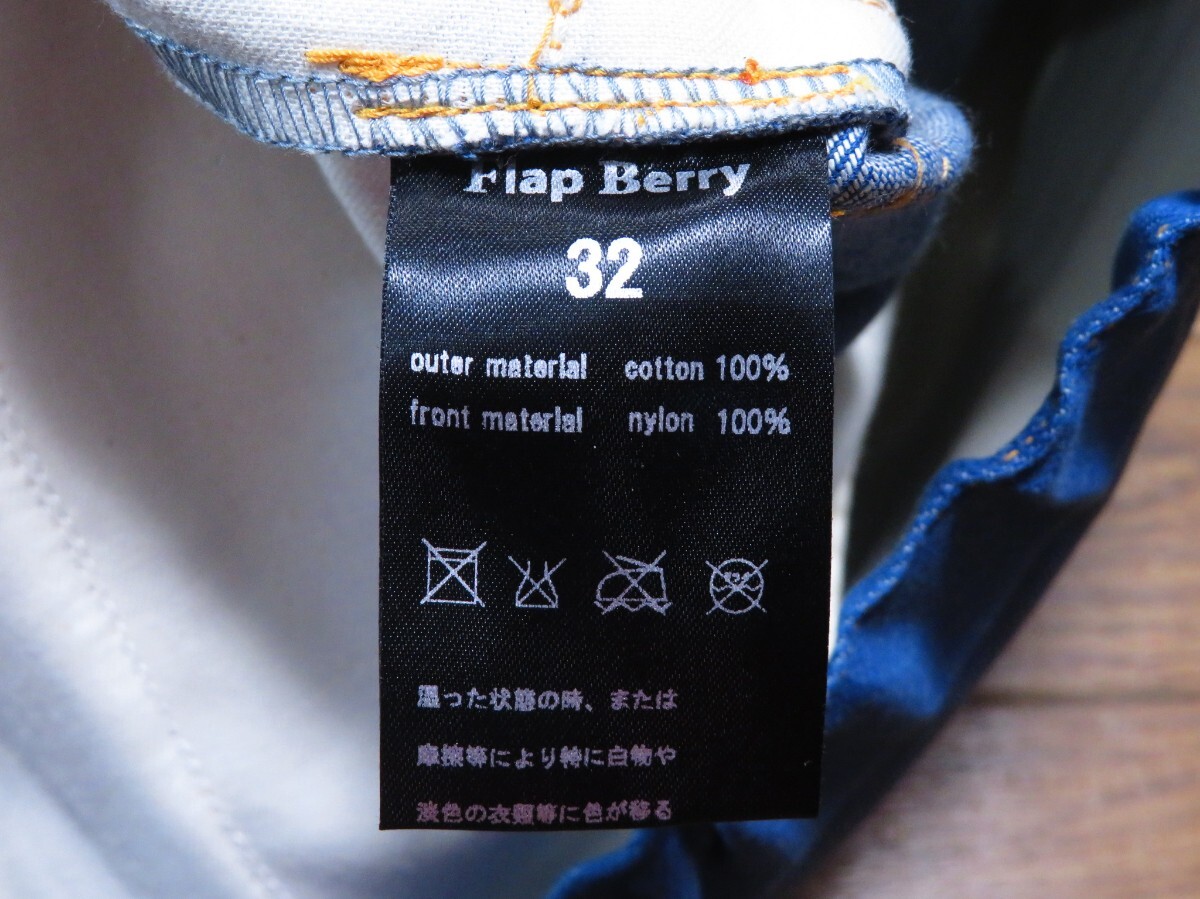 Flap Berry
32
outer material cotton 100%
front material nylon 100%
湿った状態の時、または
摩擦等により特に白物や
淡色の衣類等に色が移る